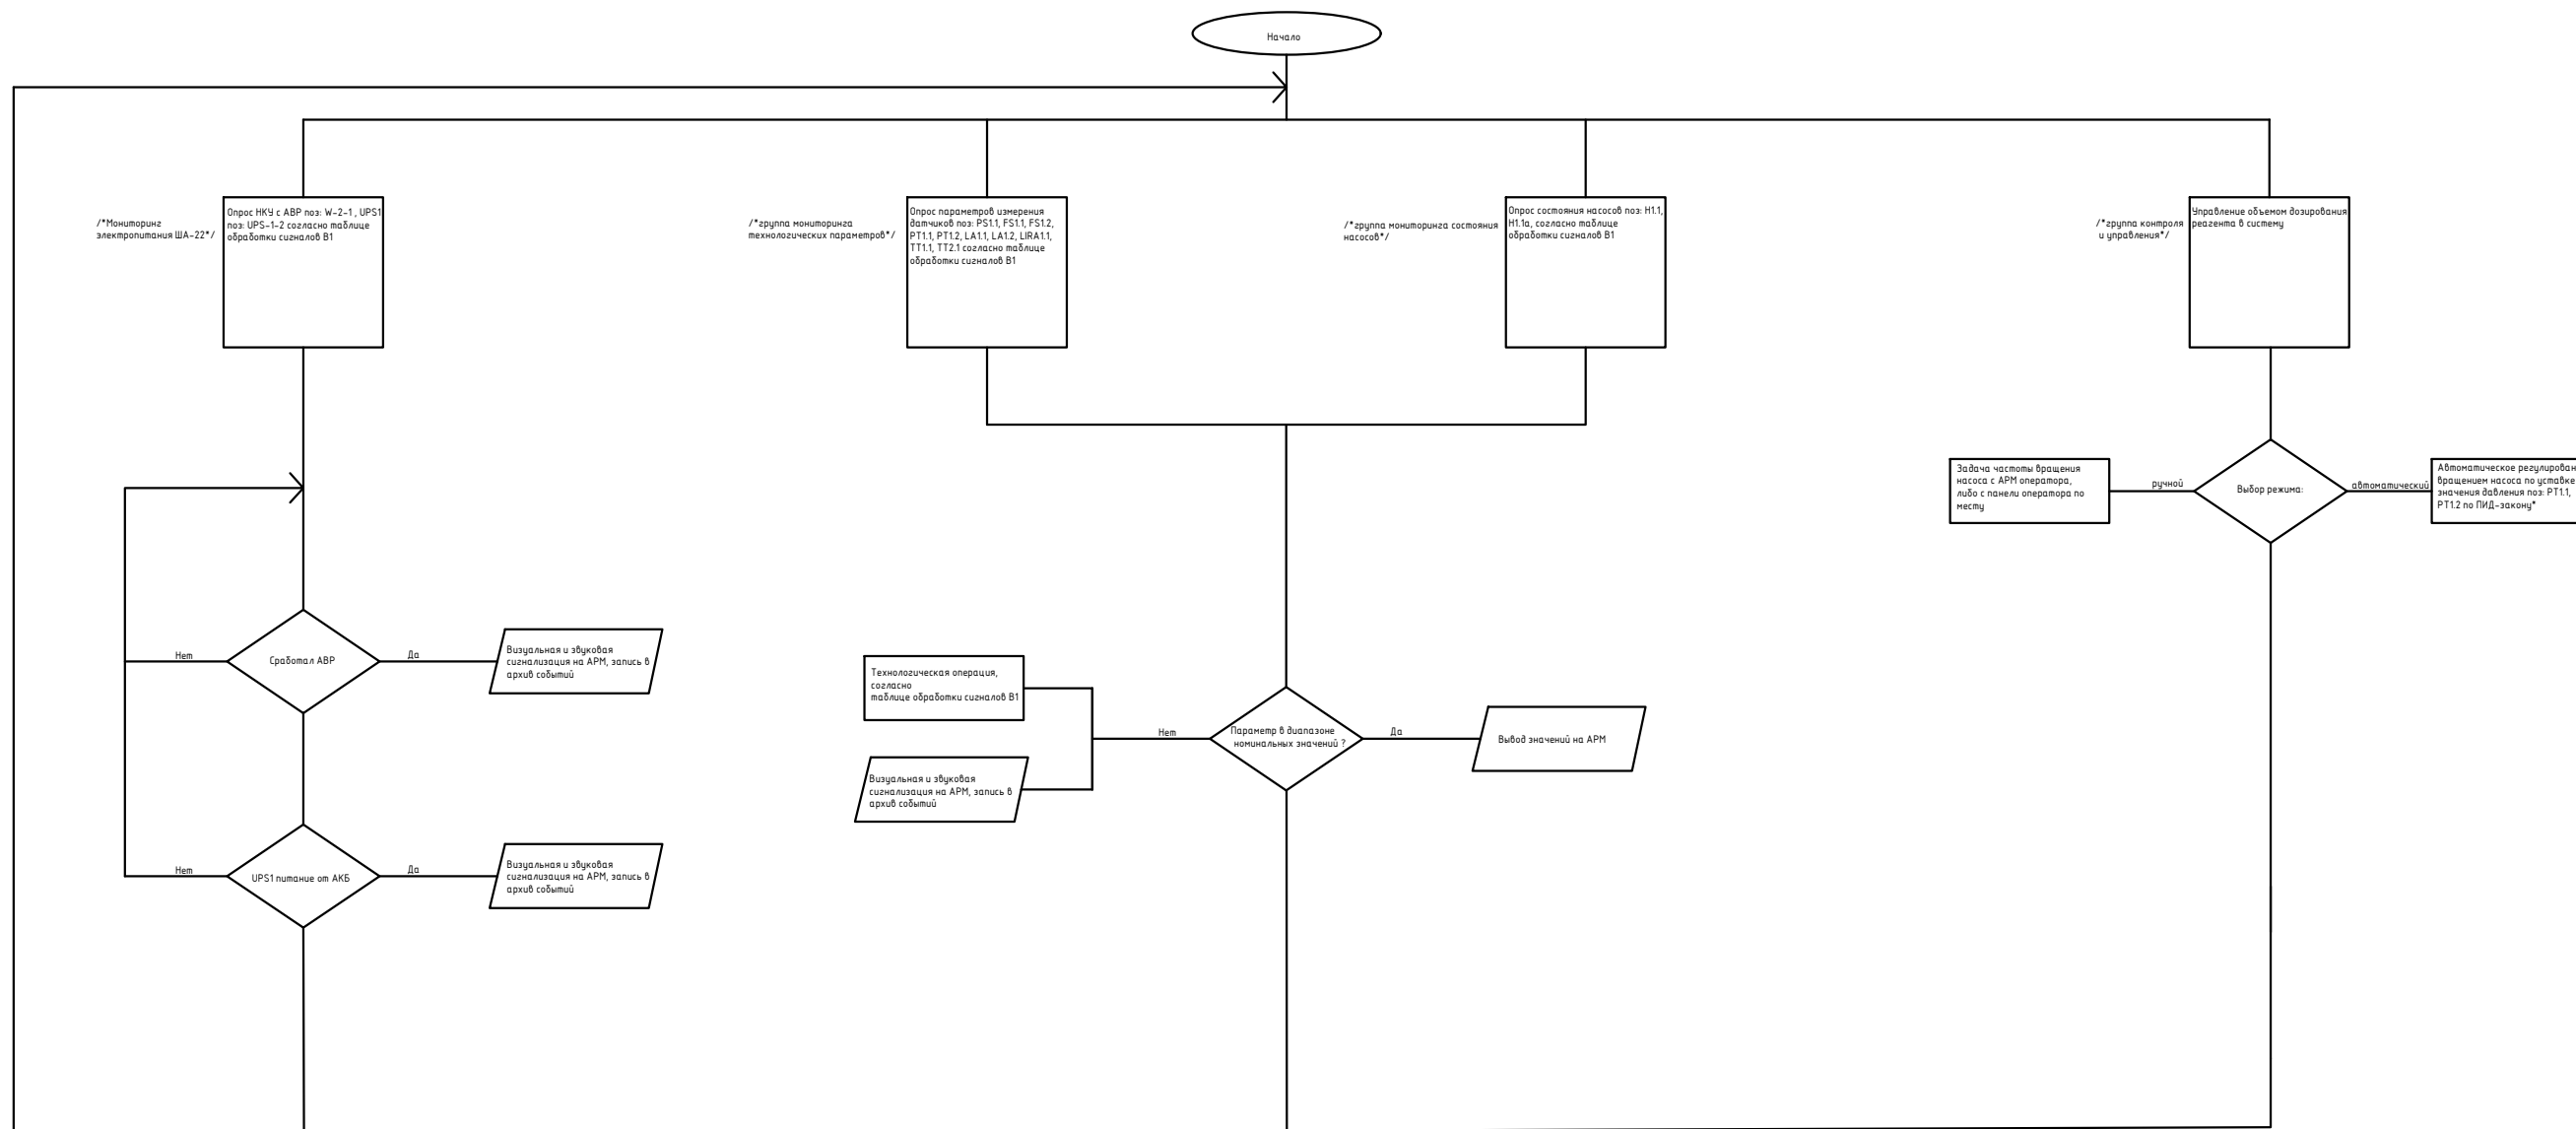 Начало
/*Мониторинг
электропитания ША-22*/
Опрос НКУ с АВР поз: W-2-1 , UPS1
поз: UPS-1-2 согласно таблице
обработки сигналов В1
/*группа мониторинга
технологических параметров*/
Опрос параметров измерения
датчиков поз: PS1.1, FS1.1, FS1.2,
PT1.1, PT1.2, LA1.1, LA1.2, LIRA1.1,
TT1.1, TT2.1 согласно таблице
обработки сигналов В1
/*группа мониторинга состояния
насосов*/
Опрос состояния насосов поз: Н1.1,
Н1.1а, согласно таблице
обработки сигналов В1
/*группа контроля
и управления*/
Управление объемом дозирования
реагента в систему
Задача частоты вращения
насоса с АРМ оператора,
либо с панели оператора по
месту
ручной
Выбор режима:
автоматический
Автоматическое регулирован
вращением насоса по уставке
значения давления поз: PT1.1,
PT1.2 по ПИД-закону*
Нет
Сработал АВР
Да
Визуальная и звуковая
сигнализация на АРМ, запись в
архив событий
Технологическая операция,
согласно
таблице обработки сигналов В1
Визуальная и звуковая
сигнализация на АРМ, запись в
архив событий
Нет
Параметр в диапазоне
номинальных значений ?
Да
Вывод значений на АРМ
Нет
UPS1 питание от АКБ
Да
Визуальная и звуковая
сигнализация на АРМ, запись в
архив событий